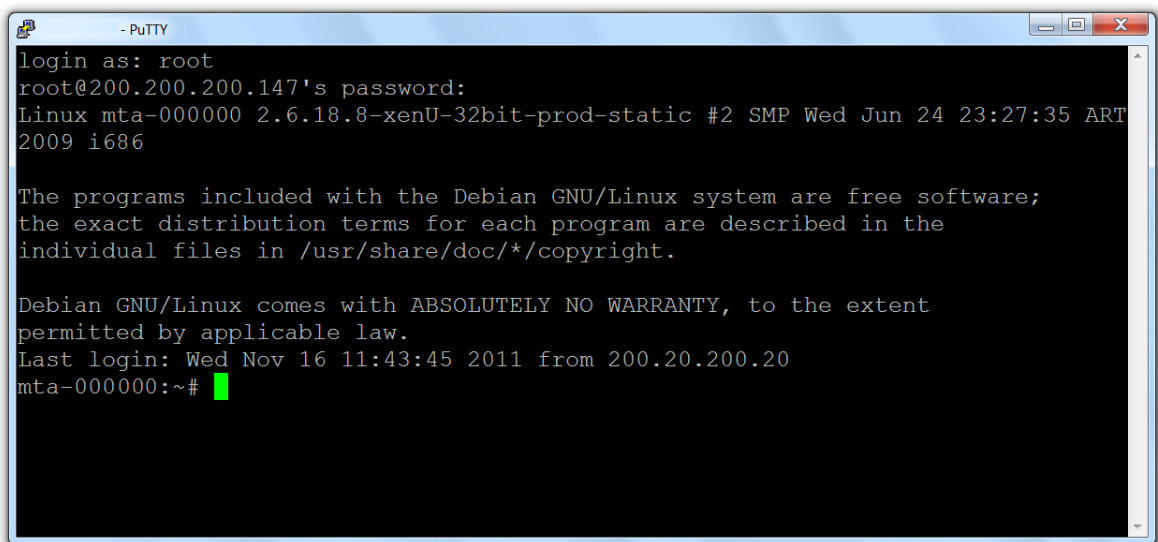 - PuTTY
login as: root
root@200.200.200.147's password:
Linux mta-000000 2.6.18.8-xenU-32bit-prod-static #2 SMP Wed Jun 24 23:27:35 ART
2009 i686
The programs included with the Debian GNU/Linux system are free software;
the exact distribution terms for each program are described in the
individual files in /usr/share/doc/*/copyright.
Debian GNU/Linux comes with ABSOLUTELY NO WARRANTY, to the extent
permitted by applicable law.
Last login: Wed Nov 16 11:43:45 2011 from 200.20.200.20
mta-000000:~#